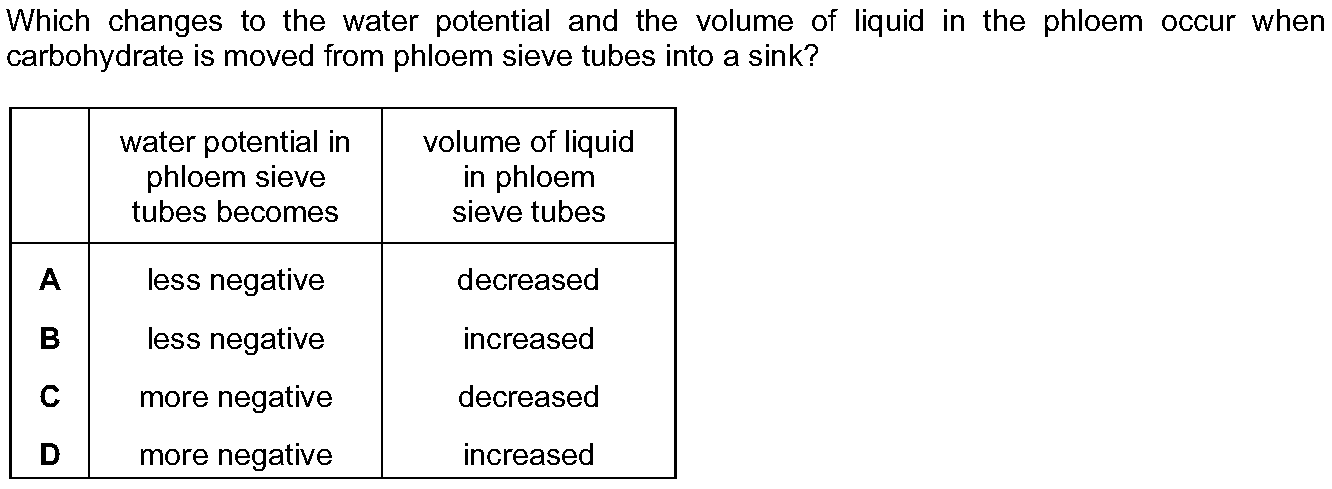 Which changes to the water potential and the volume of liquid in the phloem occur when
carbohydrate is moved from phloem sieve tubes into a sink?
water potential in
phloem sieve
tubes becomes
volume of liquid
in phloem
sieve tubes
A less negative decreased
B less negative increased
C more negative decreased
D more negative increased